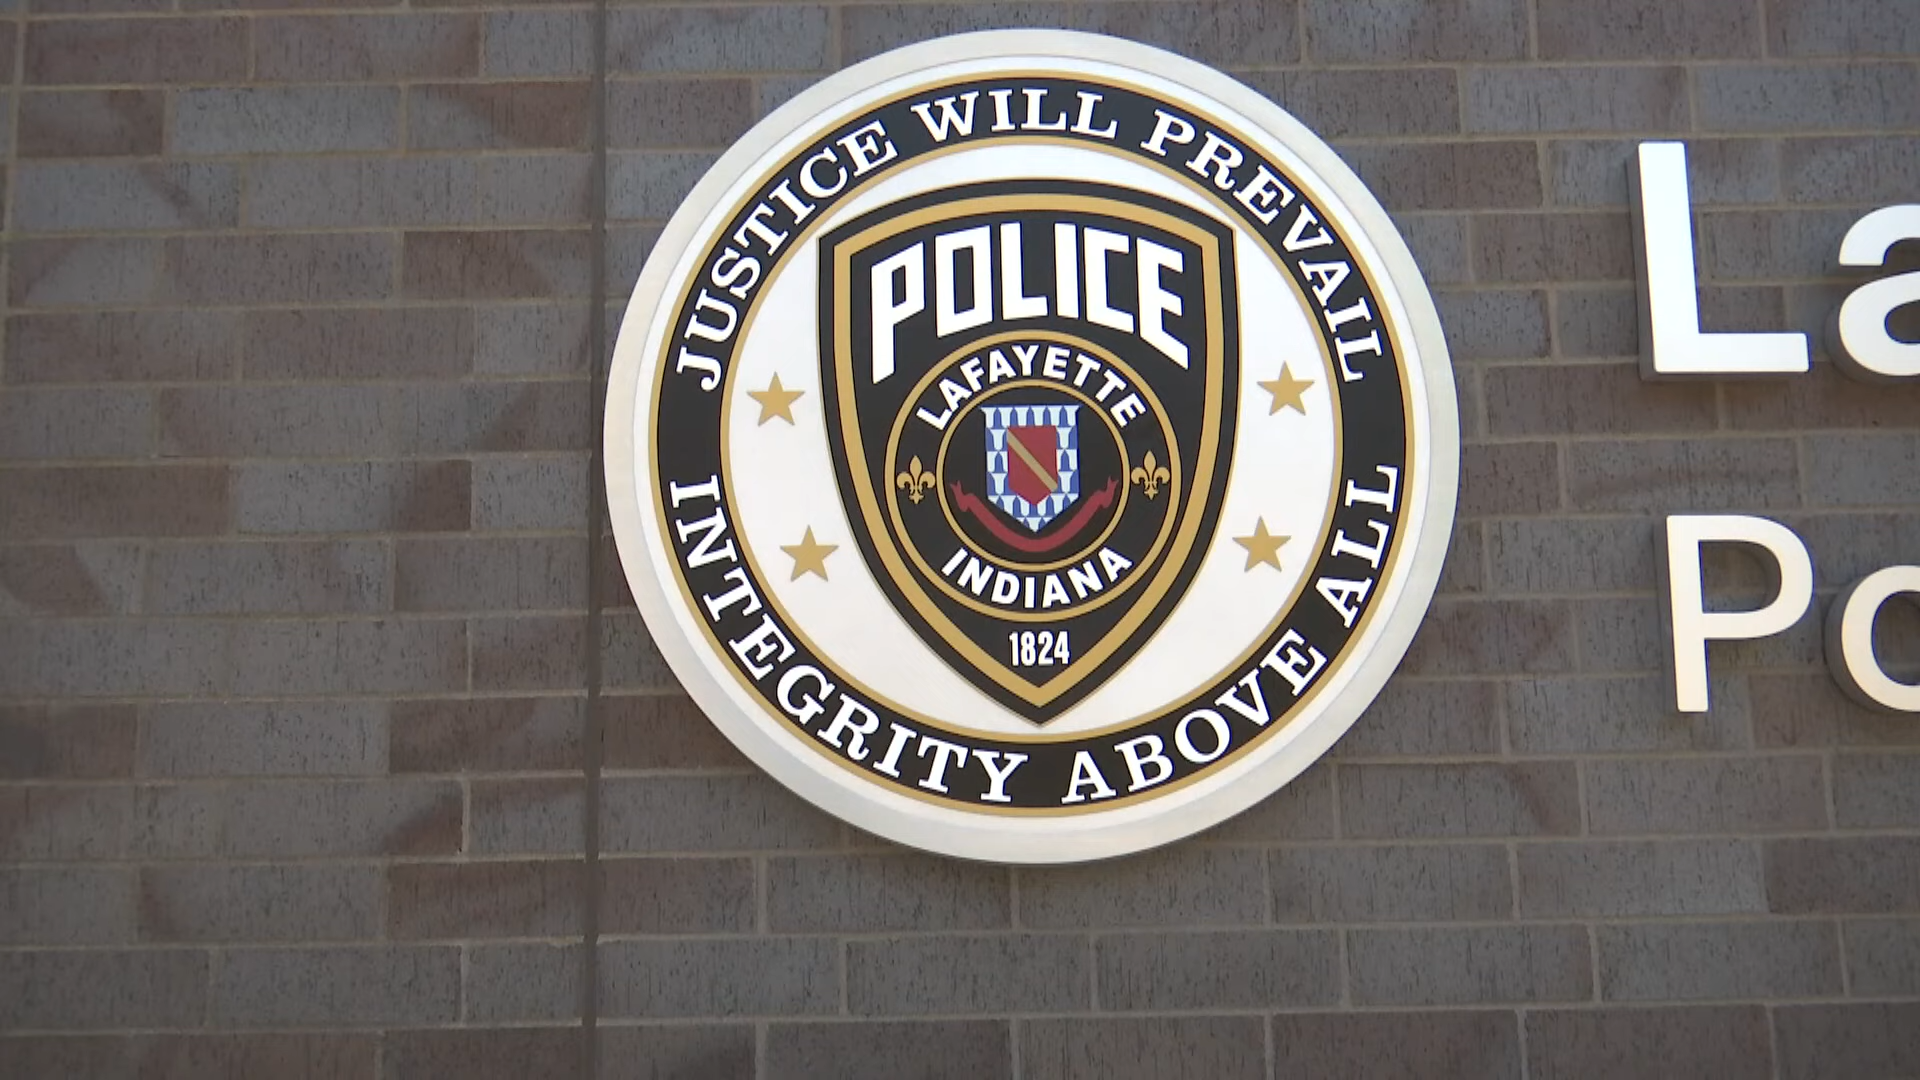 JUSTICE WILL PREVAIL
POLICE
LAFAYETTE
INDIANA
1824
INTEGRITY ABOVE ALL
La
Po